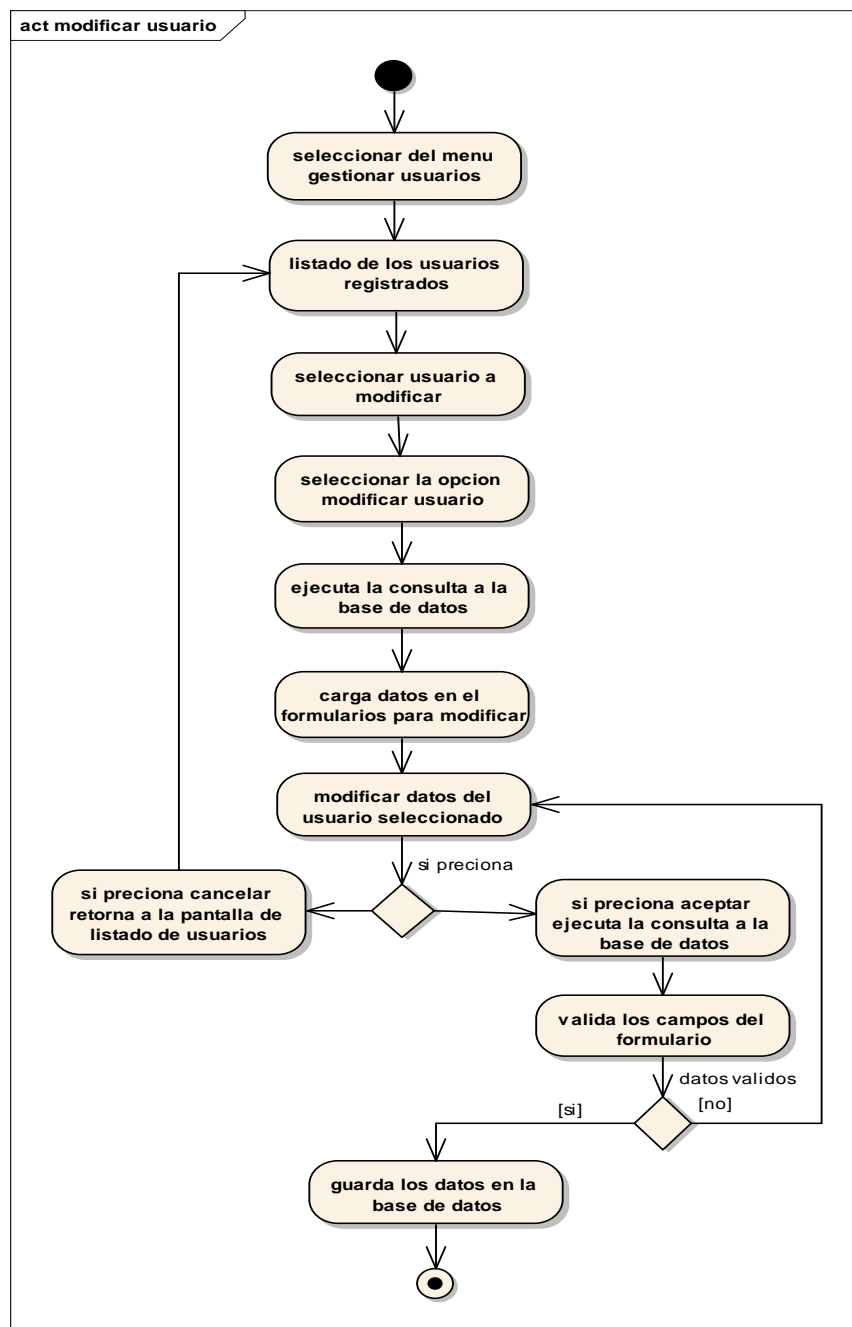 act modificar usuario
seleccionar del menu
gestionar usuarios
listado de los usuarios
registrados
seleccionar usuario a
modificar
seleccionar la opcion
modificar usuario
ejecuta la consulta a la
base de datos
carga datos en el
formularios para modificar
modificar datos del
usuario seleccionado
si preciona
si preciona cancelar
retorna a la pantalla de
listado de usuarios
si preciona aceptar
ejecuta la consulta a la
base de datos
valida los campos del
formulario
datos validos
[si]
[no]
guarda los datos en la
base de datos